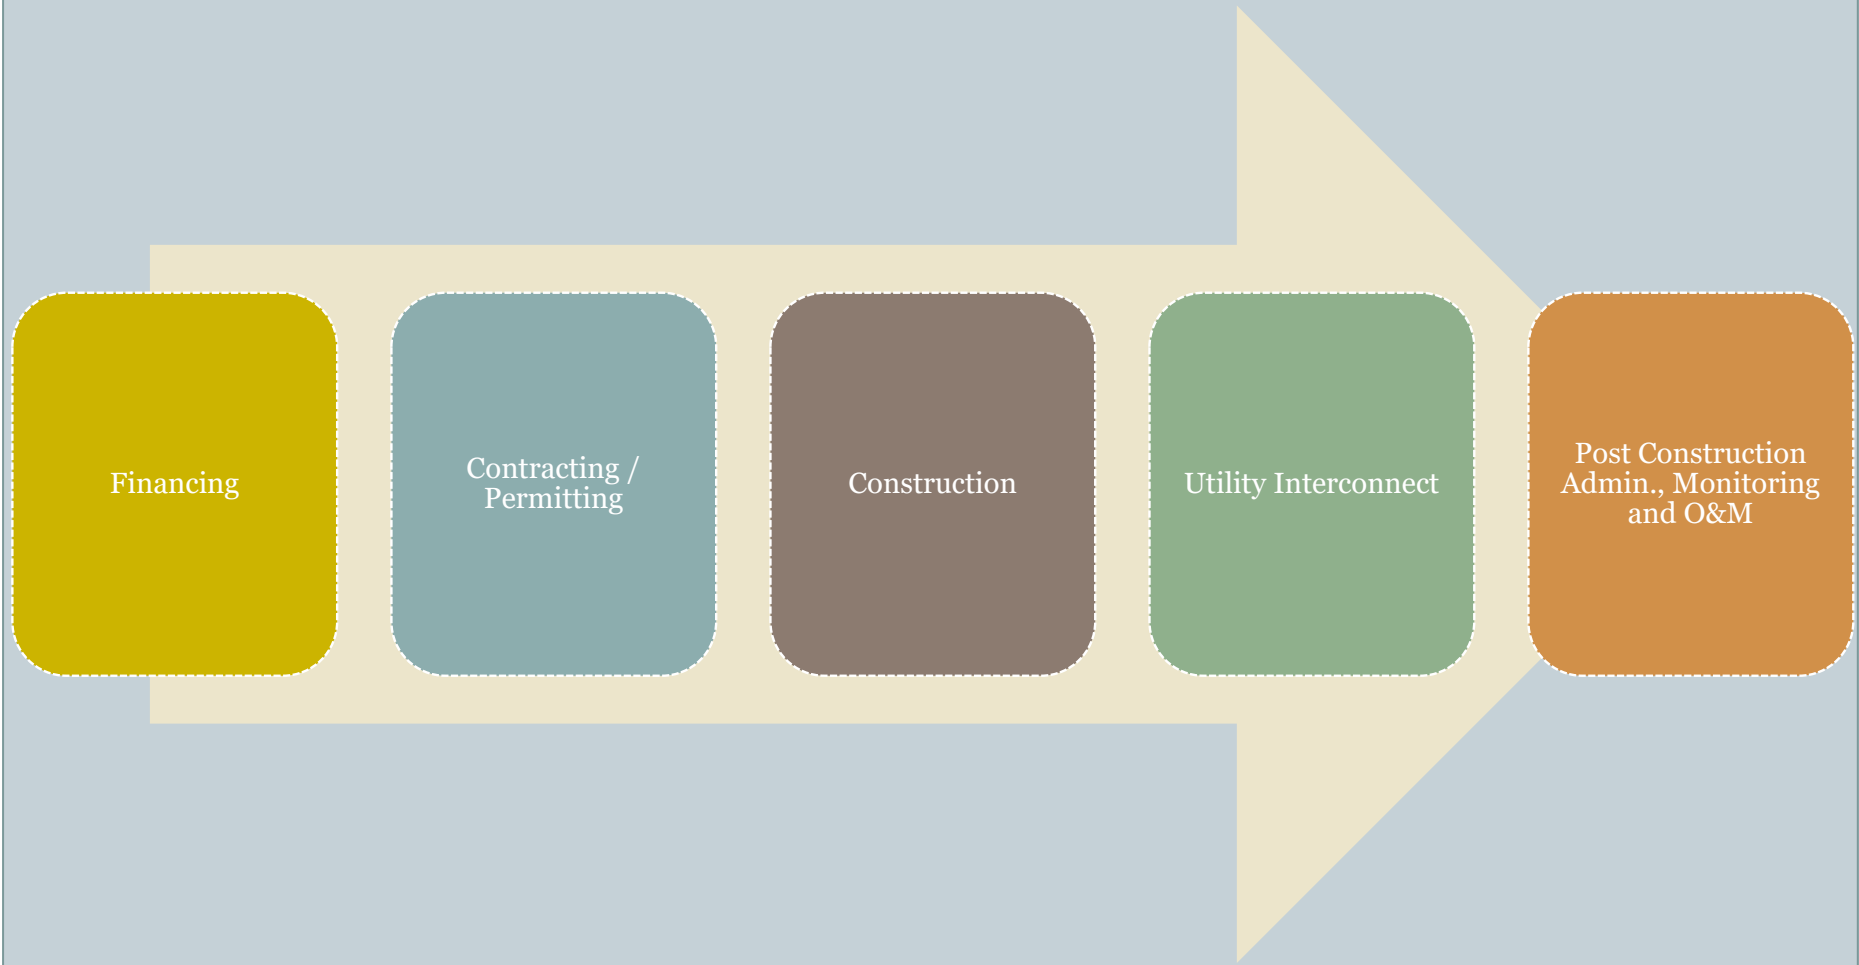 Financing
Contracting /
Permitting
Construction
Utility Interconnect
Post Construction
Admin., Monitoring
and O&M